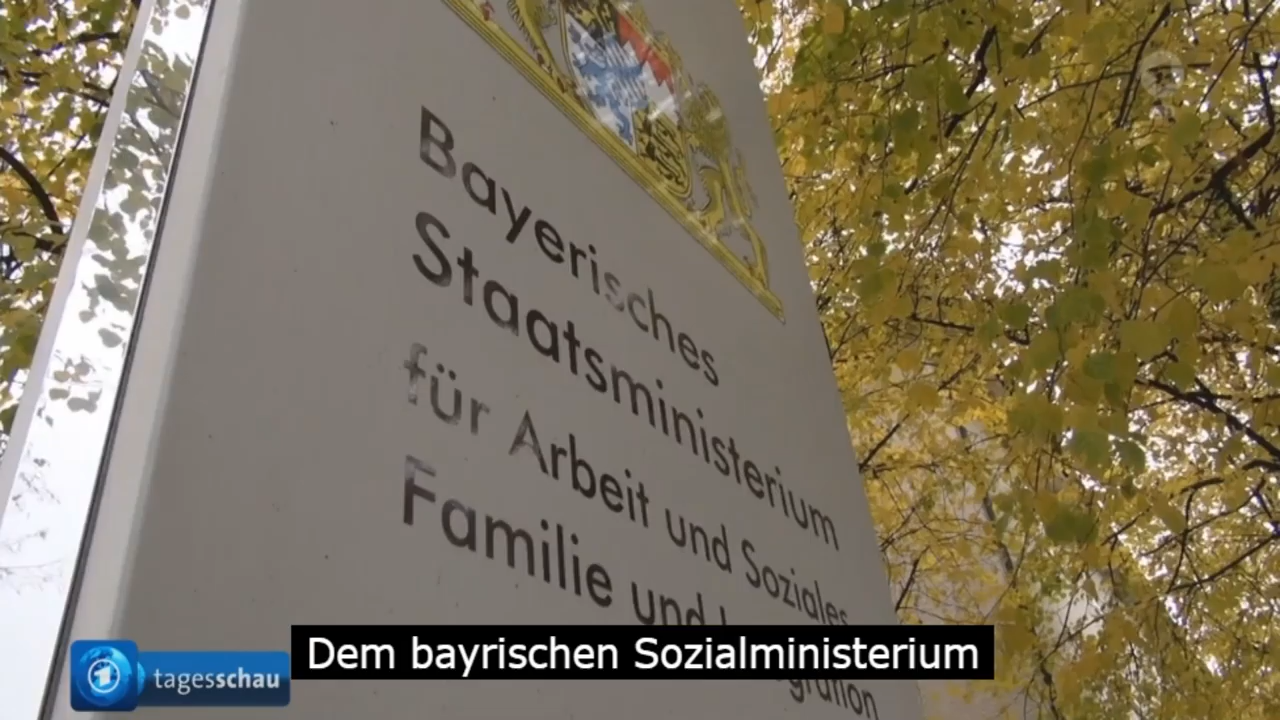 Bayerisches
Staatsministerium
für Arbeit und Soziales
Familie und
Dem bayrischen Sozialministerium
tagesschau